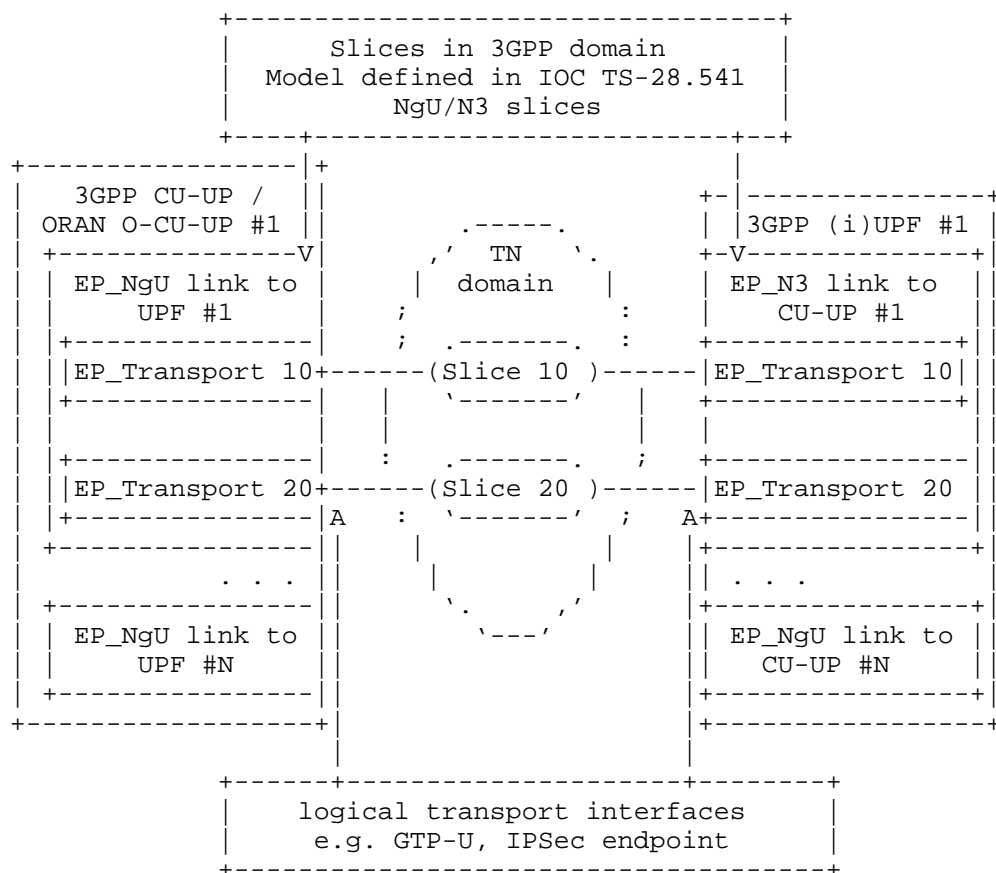 Slices in 3GPP domain
Model defined in IOC TS-28.541
NgU/N3 slices
3GPP CU-UP /
ORAN O-CU-UP #1
3GPP (i)UPF #1
TN
domain
EP_NgU link to
UPF #1
EP_N3 link to
CU-UP #1
EP_Transport 10
(Slice 10 )
EP_Transport 10
EP_Transport 20
(Slice 20 )
EP_Transport 20
. . .
. . .
EP_NgU link to
UPF #N
EP_NgU link to
CU-UP #N
logical transport interfaces
e.g. GTP-U, IPSec endpoint